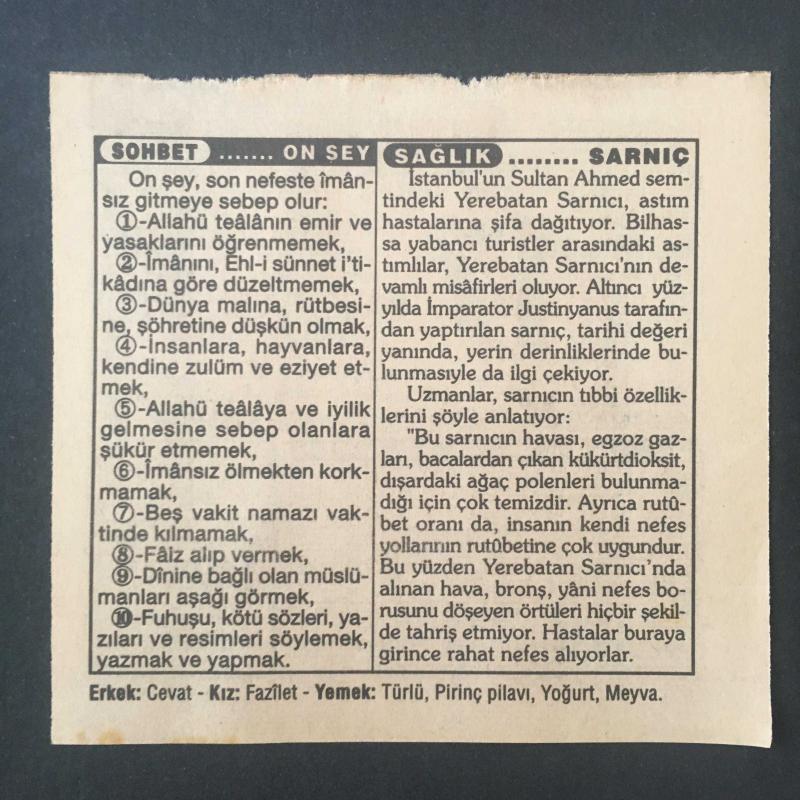 SOHBET ....... ON ŞEY
On şey, son nefeste îmân-
sız gitmeye sebep olur:
①-Allahü teâlânın emir ve
yasaklarını öğrenmemek,
②-Îmânını, Ehl-i sünnet i'ti-
kâdına göre düzeltmemek,
③-Dünya malına, rütbesi-
ne, şöhretine düşkün olmak,
④-İnsanlara, hayvanlara,
kendine zulüm ve eziyet et-
mek,
⑤-Allahü teâlâya ve iyilik
gelmesine sebep olanlara
şükür etmemek,
⑥-Îmânsız ölmekten kork-
mamak,
⑦-Beş vakit namazı vak-
tinde kılmamak,
⑧-Fâiz alıp vermek,
⑨-Dînine bağlı olan müslü-
manları aşağı görmek,
⑩-Fuhuşu, kötü sözleri, ya-
zıları ve resimleri söylemek,
yazmak ve yapmak.
SAĞLIK ........ SARNIÇ
İstanbul'un Sultan Ahmed sem-
tindeki Yerebatan Sarnıcı, astım
hastalarına şifa dağıtıyor. Bilhas-
sa yabancı turistler arasındaki as-
tımlılar, Yerebatan Sarnıcı'nın de-
vamlı misâfirleri oluyor. Altıncı yüz-
yılda İmparator Justinyanus tarafın-
dan yaptırılan sarnıç, tarihi değeri
yanında, yerin derinliklerinde bu-
lunmasıyle da ilgi çekiyor.
Uzmanlar, sarnıcın tıbbi özellik-
lerini şöyle anlatıyor:
"Bu sarnıcın havası, egzoz gaz-
ları, bacalardan çıkan kükürtdioksit,
dışardaki ağaç polenleri bulunma-
dığı için çok temizdir. Ayrıca rutû-
bet oranı da, insanın kendi nefes
yollarının rutûbetine çok uygundur.
Bu yüzden Yerebatan Sarnıcı'nda
alınan hava, bronş, yâni nefes bo-
rusunu döşeyen örtüleri hiçbir şekil-
de tahriş etmiyor. Hastalar buraya
girince rahat nefes alıyorlar.
Erkek: Cevat - Kız: Fazîlet - Yemek: Türlü, Pirinç pilavı, Yoğurt, Meyva.